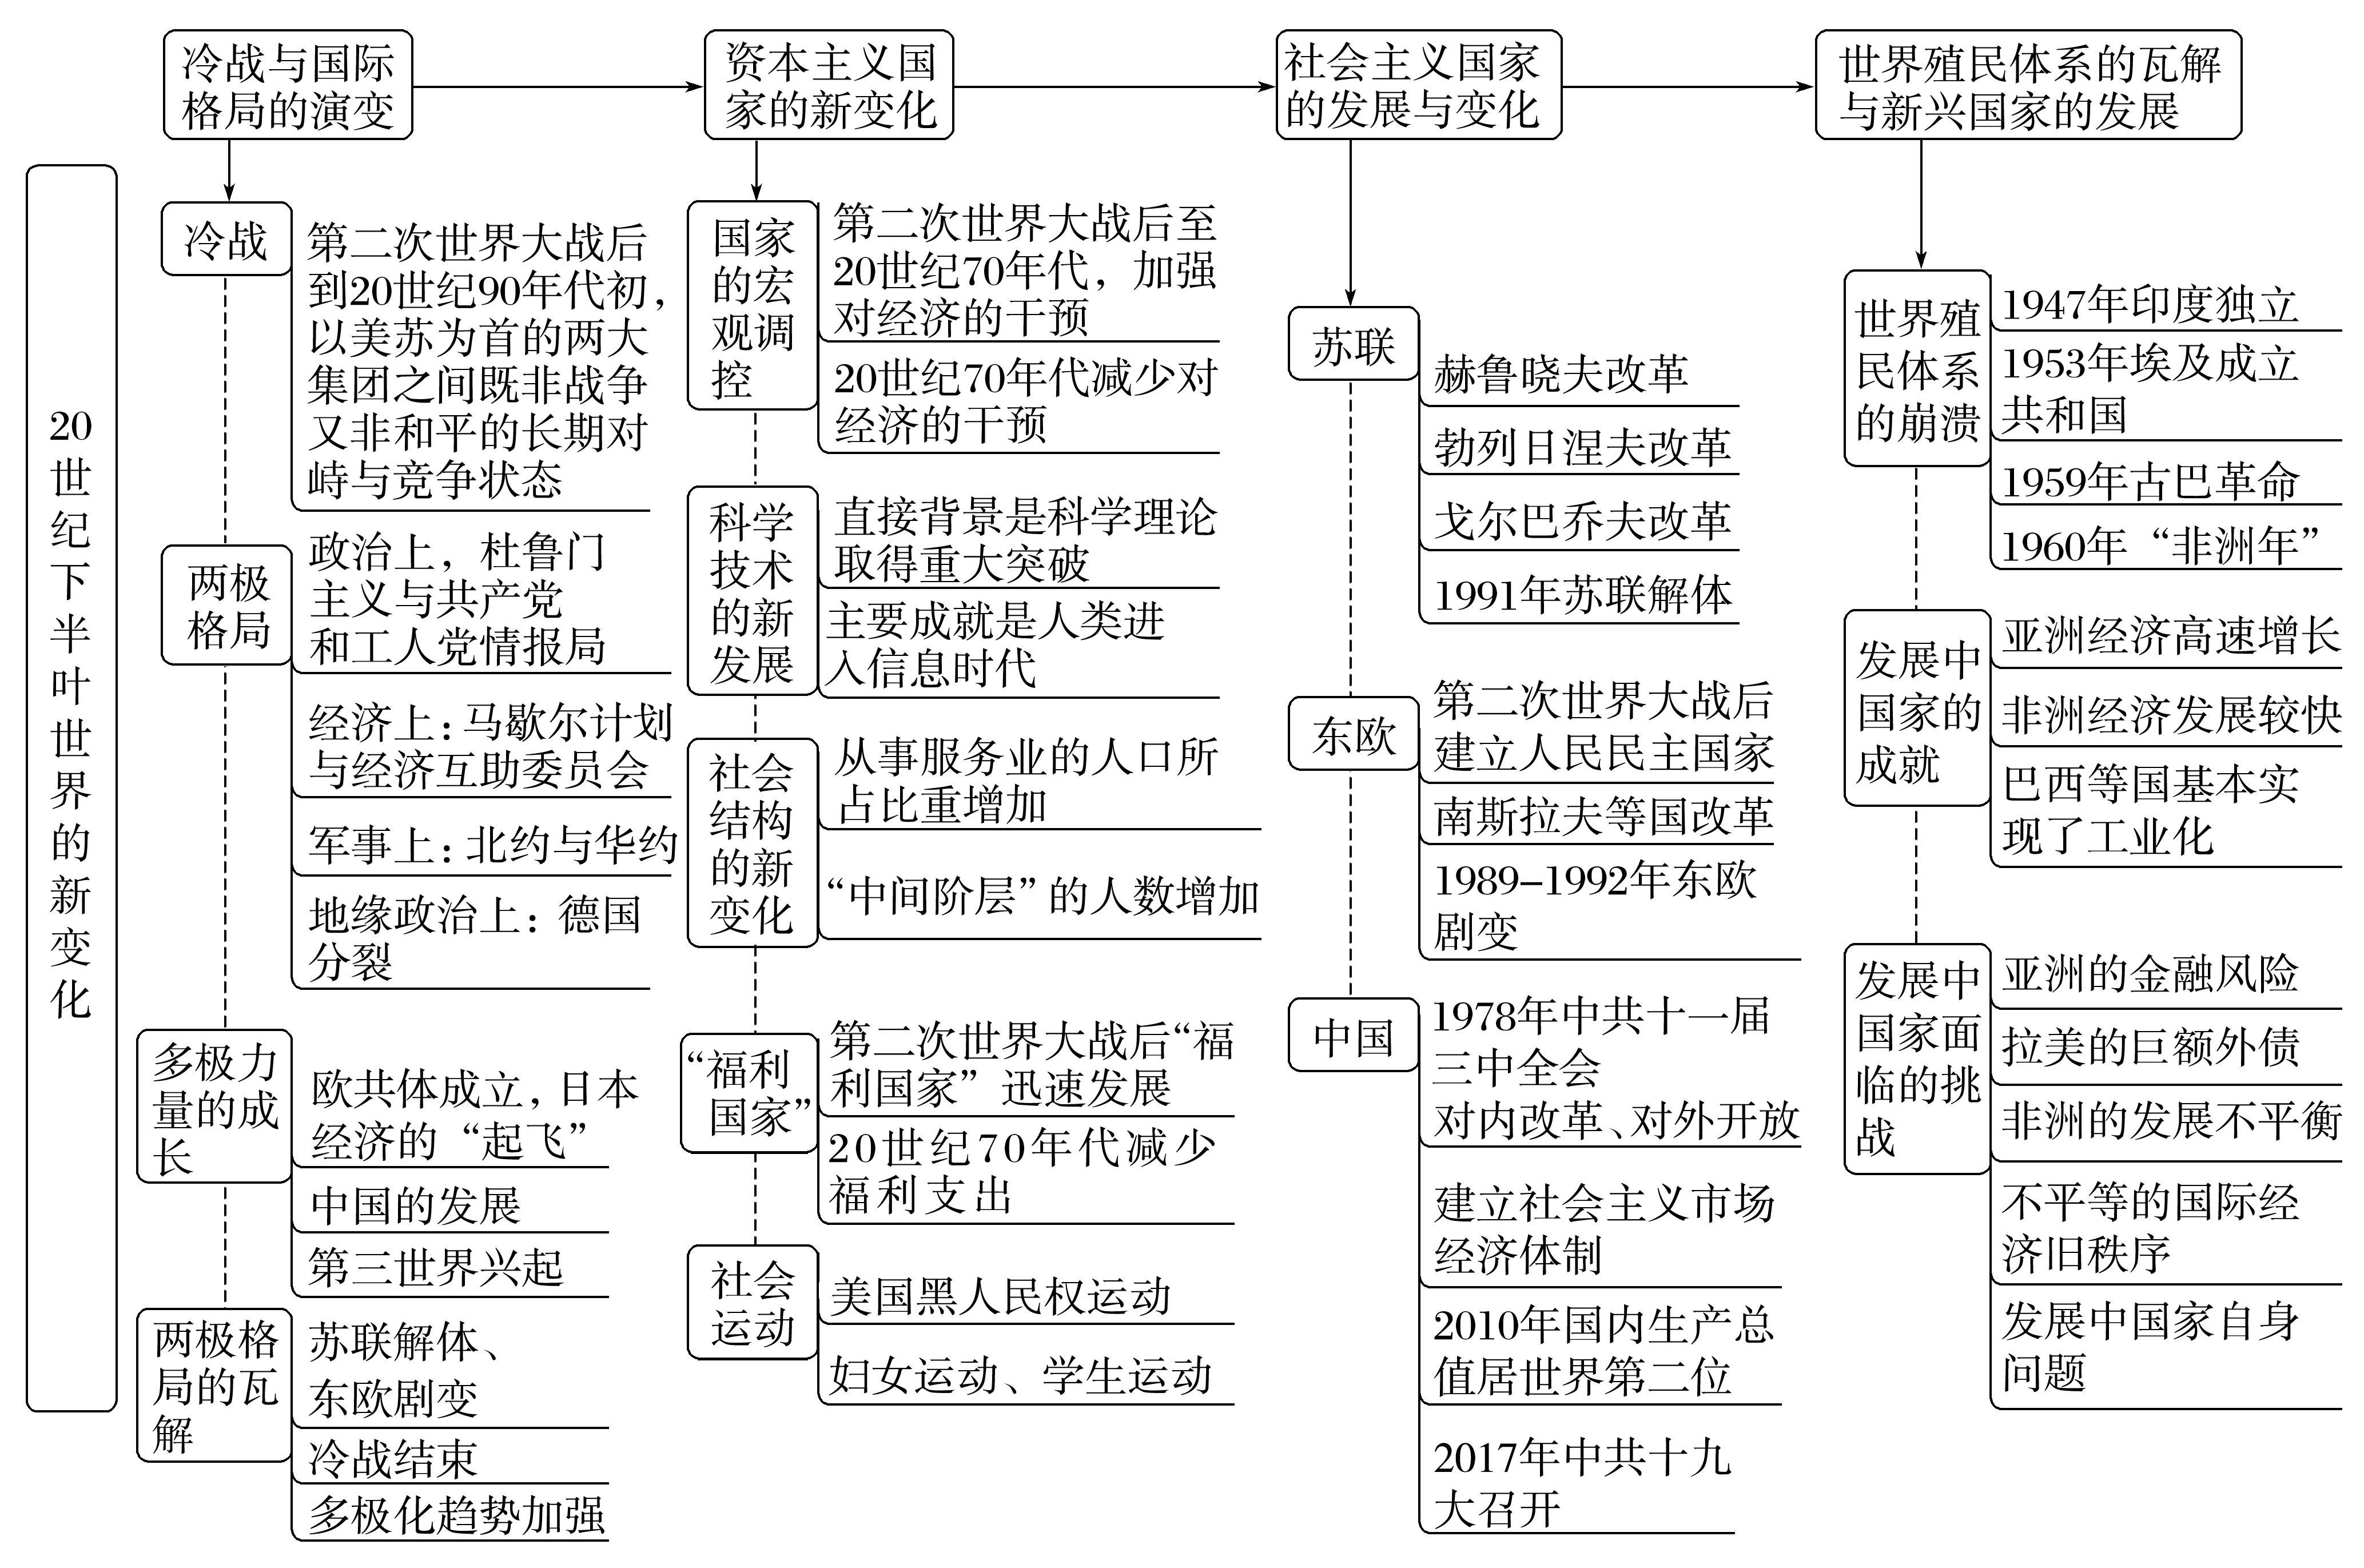 20世纪下半叶世界的新变化
冷战与国际
格局的演变
冷战
第二次世界大战后
到20世纪90年代初，
以美苏为首的两大
集团之间既非战争
又非和平的长期对
峙与竞争状态
两极
格局
政治上，杜鲁门
主义与共产党
和工人党情报局
经济上：马歇尔计划
与经济互助委员会
军事上：北约与华约
地缘政治上：德国
分裂
多极力
量的成
长
欧共体成立，日本
经济的“起飞”
中国的发展
第三世界兴起
两极格
局的瓦
解
苏联解体、
东欧剧变
冷战结束
多极化趋势加强
资本主义国
家的新变化
国家
的宏
观调
控
第二次世界大战后至
20世纪70年代，加强
对经济的干预
20世纪70年代减少对
经济的干预
科学
技术
的新
发展
直接背景是科学理论
取得重大突破
主要成就是人类进
入信息时代
社会
结构
的新
变化
从事服务业的人口所
占比重增加
“中间阶层”的人数增加
“福利
国家”
第二次世界大战后“福
利国家”迅速发展
20世纪70年代减少
福利支出
社会
运动
美国黑人民权运动
妇女运动、学生运动
社会主义国家
的发展与变化
苏联
赫鲁晓夫改革
勃列日涅夫改革
戈尔巴乔夫改革
1991年苏联解体
东欧
第二次世界大战后
建立人民民主国家
南斯拉夫等国改革
1989–1992年东欧
剧变
中国
1978年中共十一届
三中全会
对内改革、对外开放
建立社会主义市场
经济体制
2010年国内生产总
值居世界第二位
2017年中共十九
大召开
世界殖民体系的瓦解
与新兴国家的发展
世界殖
民体系
的崩溃
1947年印度独立
1953年埃及成立
共和国
1959年古巴革命
1960年“非洲年”
发展中
国家的
成就
亚洲经济高速增长
非洲经济发展较快
巴西等国基本实
现了工业化
发展中
国家面
临的挑
战
亚洲的金融风险
拉美的巨额外债
非洲的发展不平衡
不平等的国际经
济旧秩序
发展中国家自身
问题